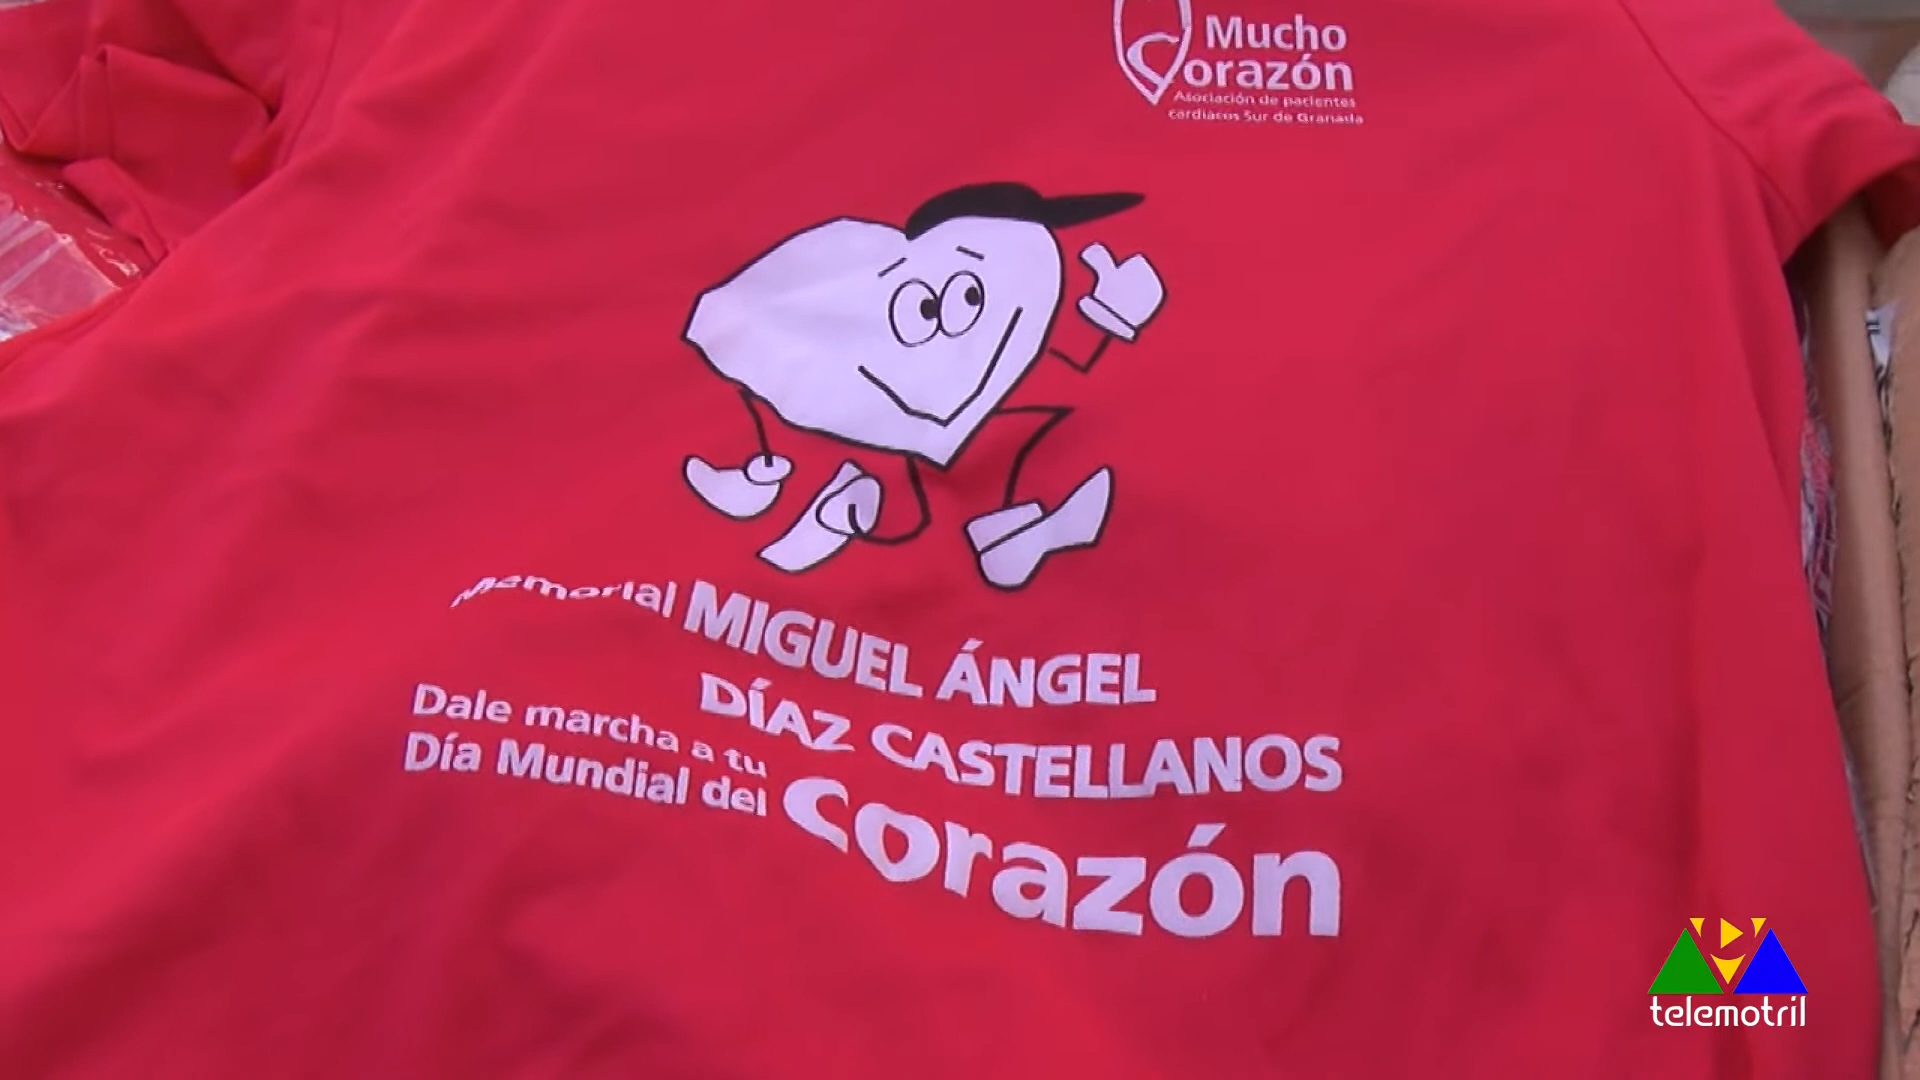 Mucho
Corazón
Asociación de pacientes
cardiacos Sur de Granada
Memorial MIGUEL ÁNGEL
DÍAZ CASTELLANOS
Dale marcha a tu
Día Mundial del corazón
telemotril